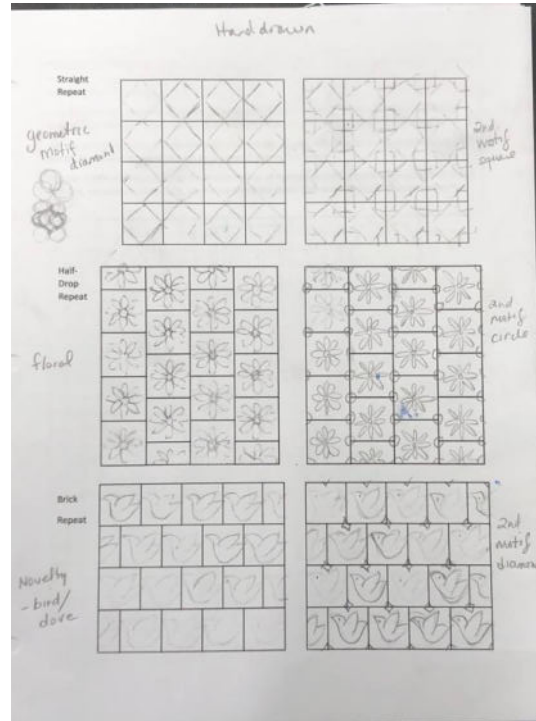 Hand drawn
Straight
Repeat
geometric
motif
diamond
2nd
motif
square
Half-
Drop
Repeat
floral
2nd motif
circle
Brick
Repeat
Novelty
- bird/
dove
2nd
motif
diamond